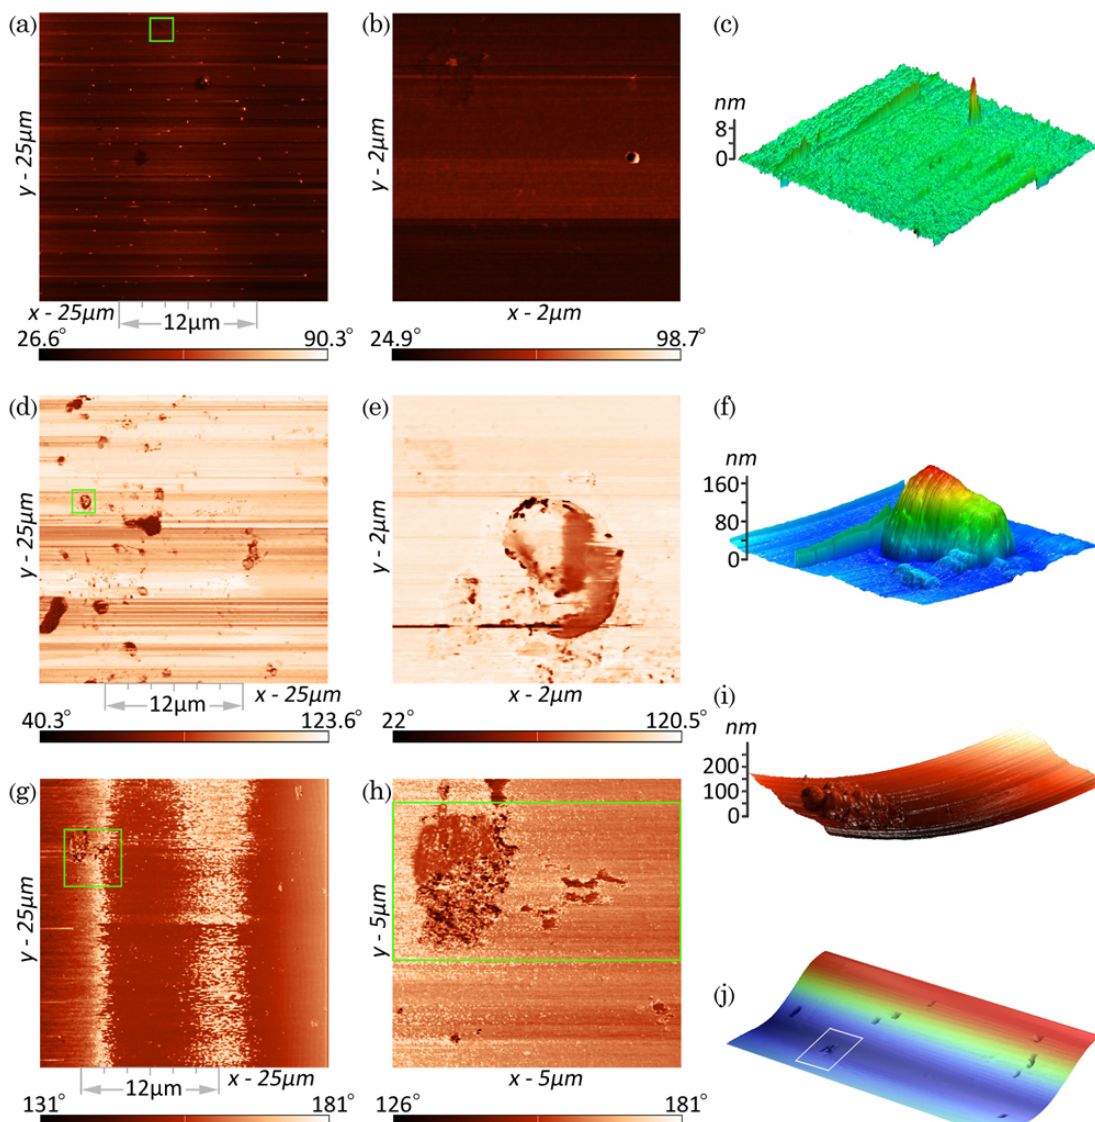 (a)
y - 25μm
x - 25μm
12μm
26.6° 90.3°
(b)
y - 2μm
x - 2μm
24.9° 98.7°
(c)
nm
8
0
(d)
y - 25μm
12μm
x - 25μm
40.3° 123.6°
(e)
y - 2μm
x - 2μm
22° 120.5°
(f)
nm
160
80
0
(g)
y - 25μm
12μm
x - 25μm
131° 181°
(h)
y - 5μm
x - 5μm
126° 181°
(i)
nm
200
100
0
(j)